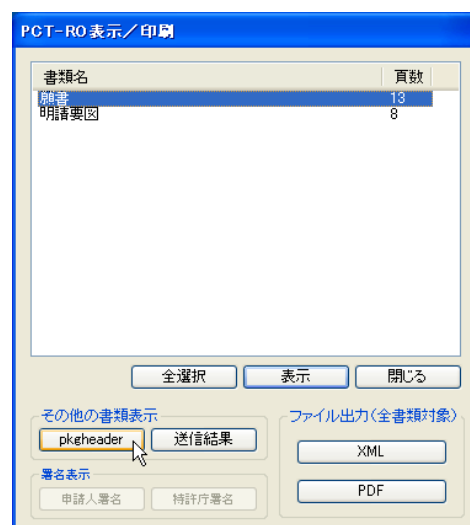 PCT-RO表示／印刷
書類名 頁数
願書 13
明請要図 8
全選択 表示 閉じる
その他の書類表示
pkgheader 送信結果
署名表示
申請人署名 特許庁署名
ファイル出力(全書類対象)
XML
PDF